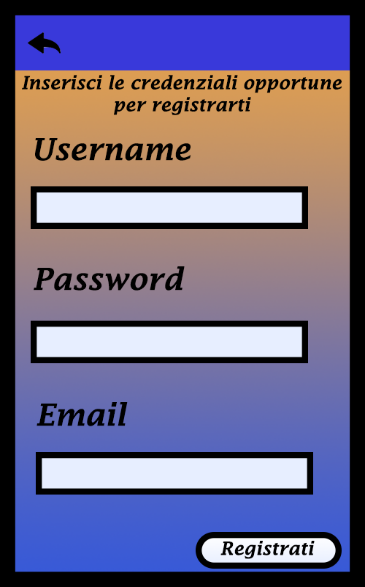 Inserisci le credenziali opportune
per registrarti
Username
Password
Email
Registrati